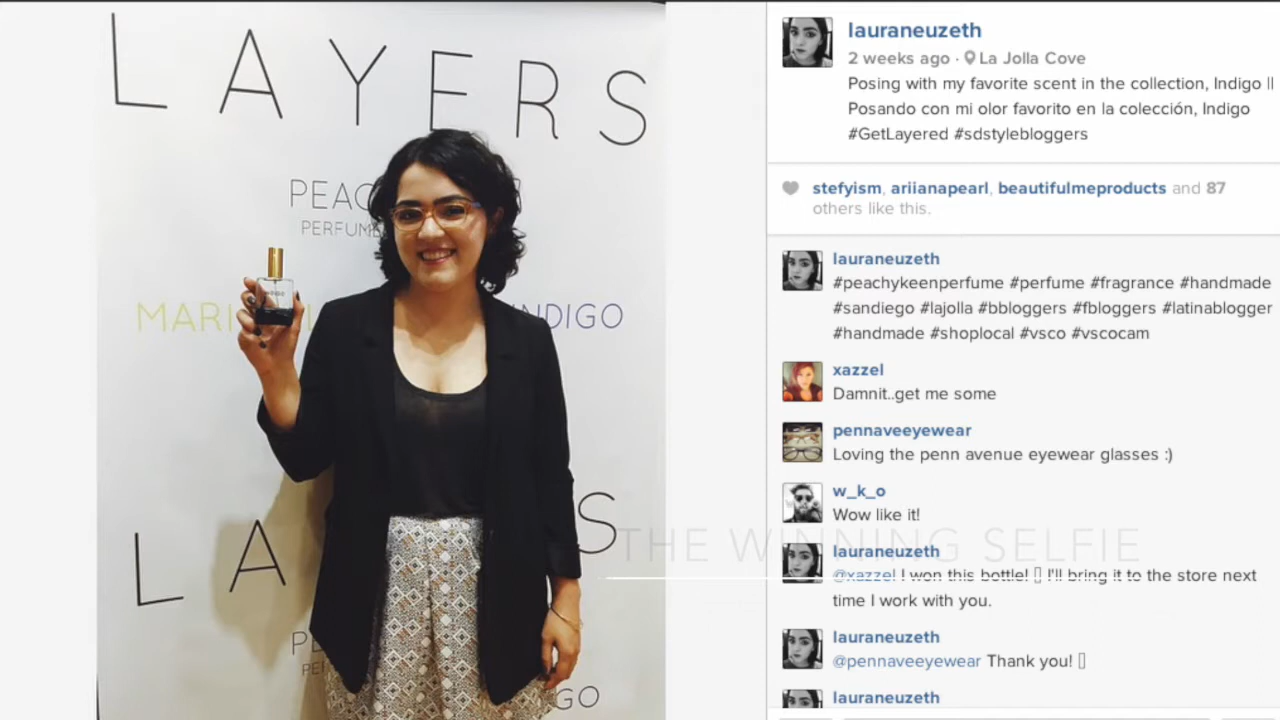 LAYERS
PEAC
PERFUME
MARI
INDIGO
LA S
PE
PE
GO
THE WINNING SELFIE
lauraneuzeth
2 weeks ago · La Jolla Cove
Posing with my favorite scent in the collection, Indigo ||
Posando con mi olor favorito en la colección, Indigo
#GetLayered #sdstylebloggers
stefyism, ariianapearl, beautifulmeproducts and 87
others like this.
lauraneuzeth
#peachykeenperfume #perfume #fragrance #handmade
#sandiego #lajolla #bbloggers #fbloggers #latinablogger
#handmade #shoplocal #vsco #vscocam
xazzel
Damnit..get me some
pennaveeyewear
Loving the penn avenue eyewear glasses :)
w_k_o
Wow like it!
lauraneuzeth
@xazzel I won this bottle! I'll bring it to the store next
time I work with you.
lauraneuzeth
@pennaveeyewear Thank you!
lauraneuzeth